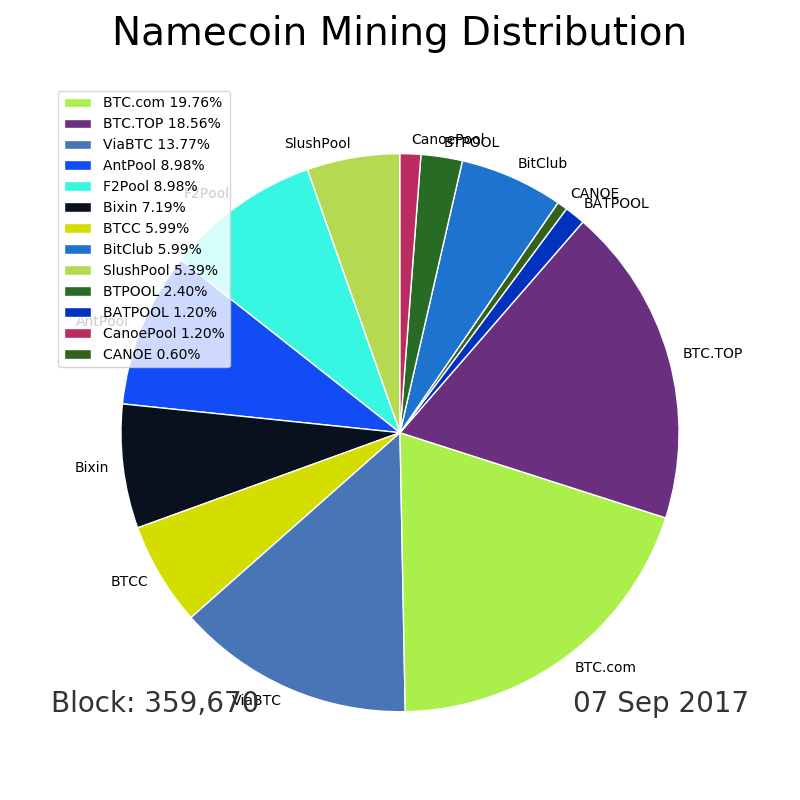 Namecoin Mining Distribution
BTC.com 19.76%
BTC.TOP 18.56%
ViaBTC 13.77%
AntPool 8.98%
F2Pool 8.98%
Bixin 7.19%
BTCC 5.99%
BitClub 5.99%
SlushPool 5.39%
BTPOOL 2.40%
BATPOOL 1.20%
CanoePool 1.20%
CANOE 0.60%
SlushPool
CanoePool
BTPOOL
BitClub
CANOE
BATPOOL
F2Pool
AntPool
BTC.TOP
Bixin
BTCC
BTC.com
ViaBTC
Block: 359,670
07 Sep 2017